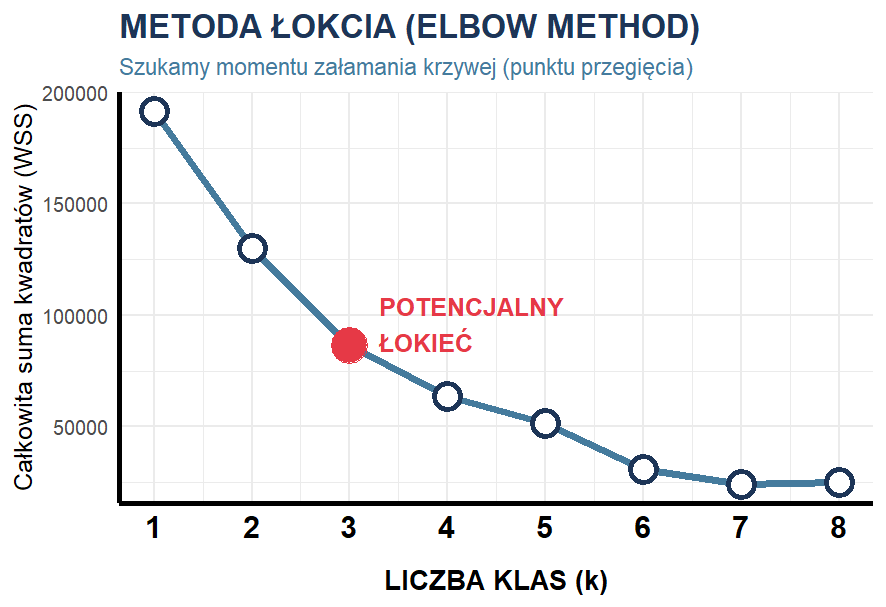 METODA ŁOKCIA (ELBOW METHOD)
Szukamy momentu załamania krzywej (punktu przegięcia)
Całkowita suma kwadratów (WSS)
200000
150000
100000
50000
POTENCJALNY
ŁOKIEĆ
1 2 3 4 5 6 7 8
LICZBA KLAS (k)